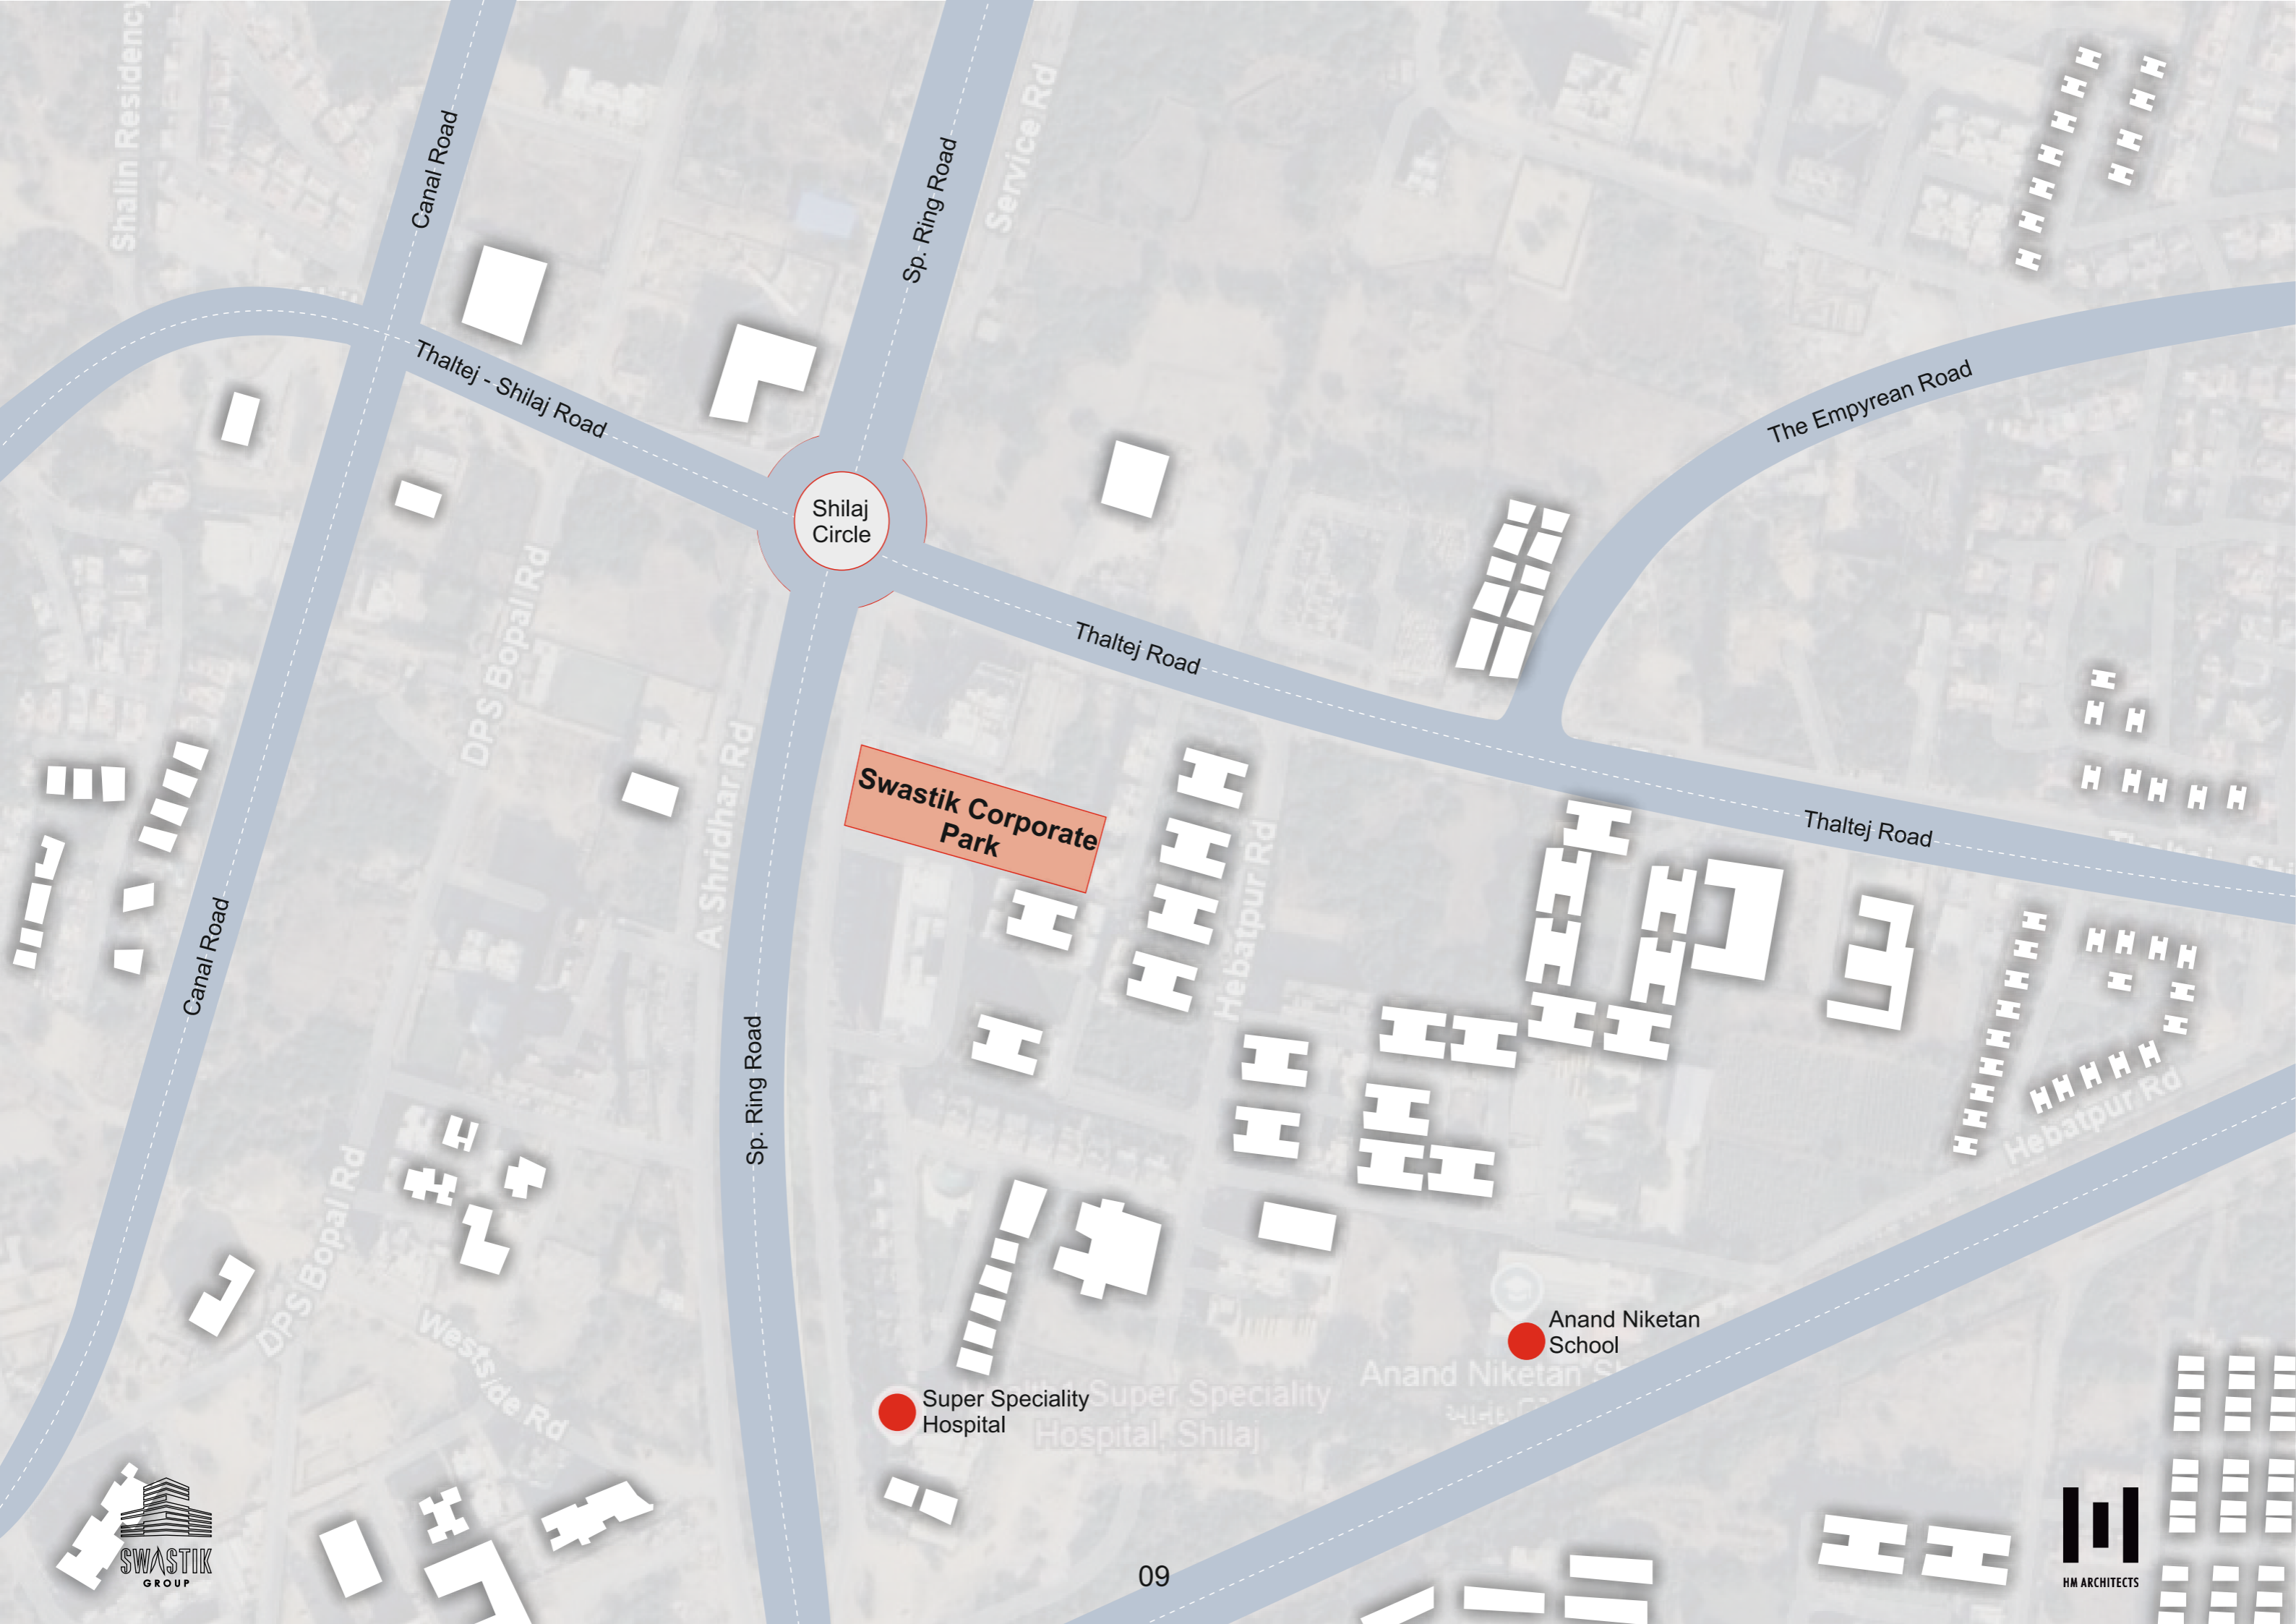 Shalin Residency
Canal Road
Sp. Ring Road
Service Rd
Thaltej - Shilaj Road
The Empyrean Road
Shilaj
Circle
DPS Bopal Rd
Thaltej Road
A Shridhar Rd
Swastik Corporate
Park
Hebatpur Rd
Thaltej Road
Canal Road
Sp. Ring Road
Hebatpur Rd
DPS Bopal Rd
Westside Rd
Anand Niketan
School
Anand Niketan
Super Speciality
Hospital
Super Speciality
Hospital, Shilaj
SWASTIK
GROUP
09
HM ARCHITECTS